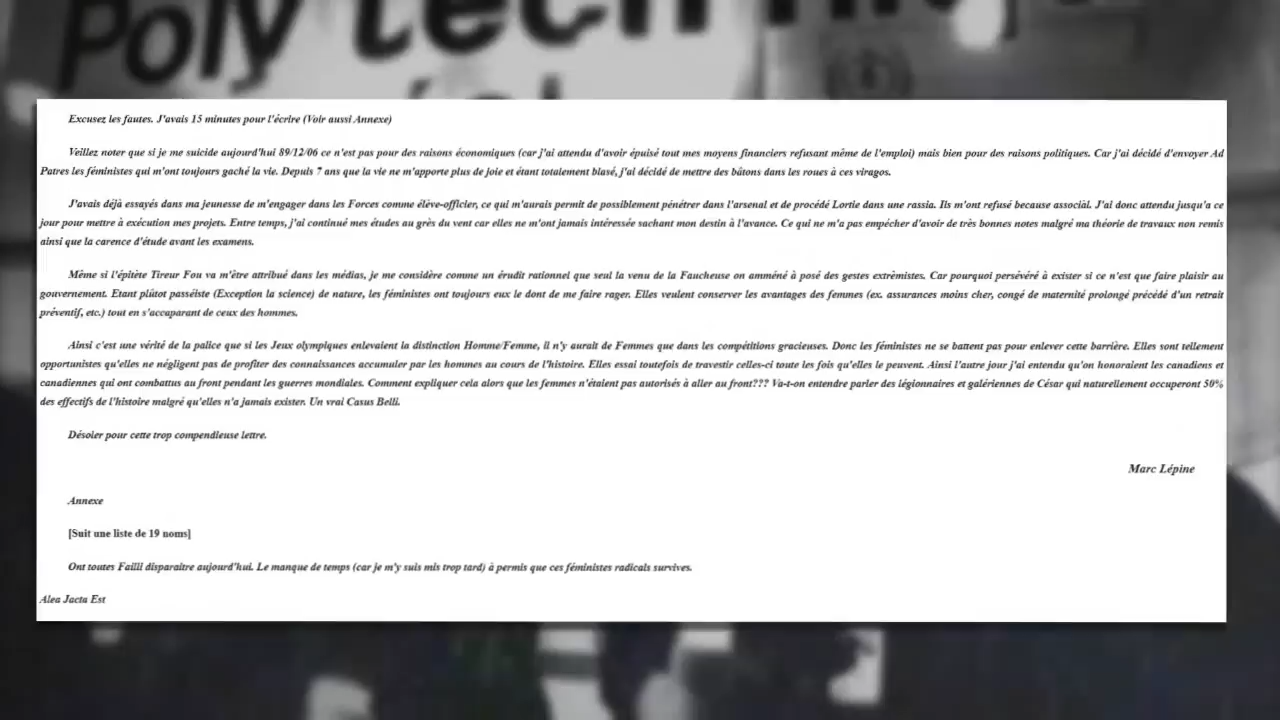 Poly technique
Excusez les fautes. J'avais 15 minutes pour l'écrire (Voir aussi Annexe)
Veillez noter que si je me suicide aujourd'hui 89/12/06 ce n'est pas pour des raisons économiques (car j'ai attendu d'avoir épuisé tout mes moyens financiers refusant même de l'emploi) mais bien pour des raisons politiques. Car j'ai décidé d'envoyer Ad
Patres les féministes qui m'ont toujours gaché la vie. Depuis 7 ans que la vie ne m'apporte plus de joie et étant totalement blasé, j'ai décidé de mettre des bâtons dans les roues à ces viragos.
J'avais déjà essayés dans ma jeunesse de m'engager dans les Forces comme élève-officier, ce qui m'aurais permit de possiblement pénétrer dans l'arsenal et de procédé Lortie dans une rassia. Ils m'ont refusé because associàl. J'ai donc attendu jusqu'a ce
jour pour mettre à exécution mes projets. Entre temps, j'ai continué mes études au grès du vent car elles ne m'ont jamais intéressée sachant mon destin à l'avance. Ce qui ne m'a pas empécher d'avoir de très bonnes notes malgré ma théorie de travaux non remis
ainsi que la carence d'étude avant les examens.
Même si l'épitète Tireur Fou va m'être attribué dans les médias, je me considère comme un érudit rationnel que seul la venu de la Faucheuse on amméné à posé des gestes extrèmistes. Car pourquoi persévéré à exister si ce n'est que faire plaisir au
gouvernement. Etant plûtot passéiste (Exception la science) de nature, les féministes ont toujours eux le dont de me faire rager. Elles veulent conserver les avantages des femmes (ex. assurances moins cher, congé de maternité prolongé précédé d'un retrait
préventif, etc.) tout en s'accaparant de ceux des hommes.
Ainsi c'est une vérité de la palice que si les Jeux olympiques enlevaient la distinction Homme/Femme, il n'y aurait de Femmes que dans les compétitions gracieuses. Donc les féministes ne se battent pas pour enlever cette barrière. Elles sont tellement
opportunistes qu'elles ne négligent pas de profiter des connaissances accumuler par les hommes au cours de l'histoire. Elles essai toutefois de travestir celles-ci toute les fois qu'elles le peuvent. Ainsi l'autre jour j'ai entendu qu'on honoraient les canadiens et
canadiennes qui ont combattus au front pendant les guerres mondiales. Comment expliquer cela alors que les femmes n'étaient pas autorisés à aller au front??? Va-t-on entendre parler des légionnaires et galériennes de César qui naturellement occuperont 50%
des effectifs de l'histoire malgré qu'elles n'a jamais exister. Un vrai Casus Belli.
Désoler pour cette trop compendieuse lettre.
Marc Lépine
Annexe
[Suit une liste de 19 noms]
Ont toutes Failli disparaitre aujourd'hui. Le manque de temps (car je m'y suis mis trop tard) à permis que ces féministes radicals survives.
Alea Jacta Est